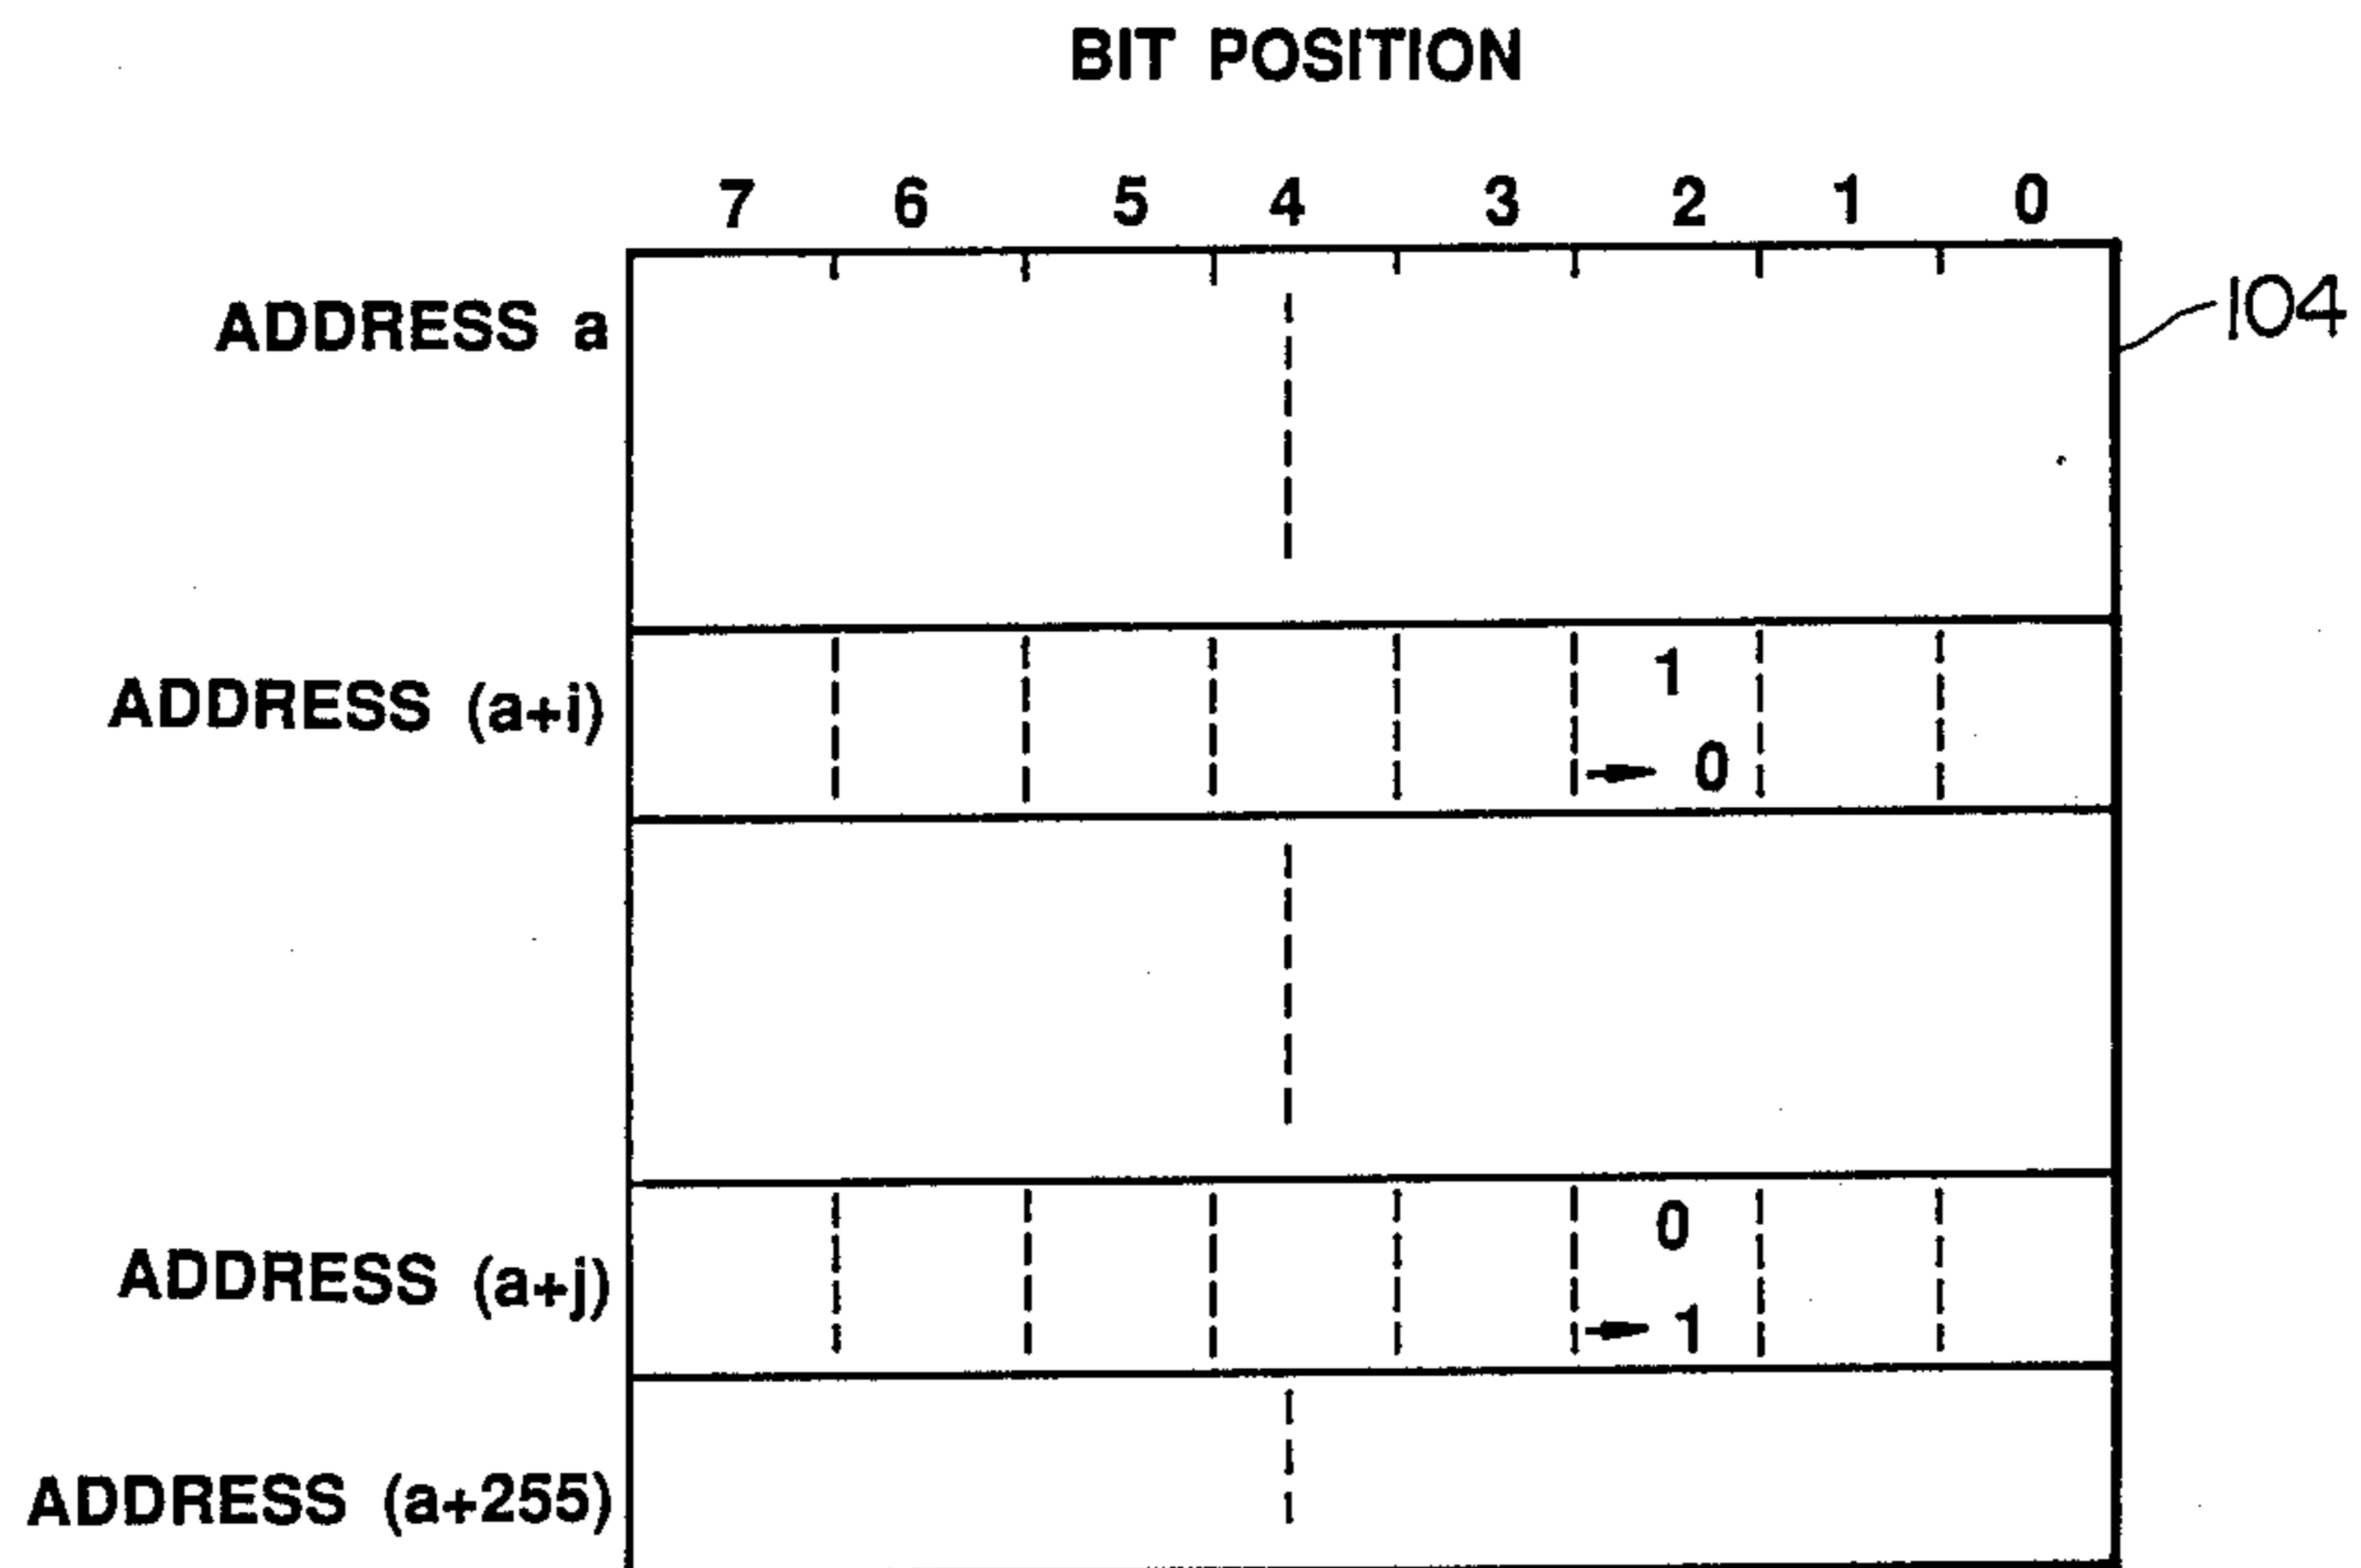 BIT POSITION
7 6 5 4 3 2 1 0
ADDRESS a
104
ADDRESS (a+i)
1
→ 0
ADDRESS (a+j)
0
→ 1
ADDRESS (a+255)